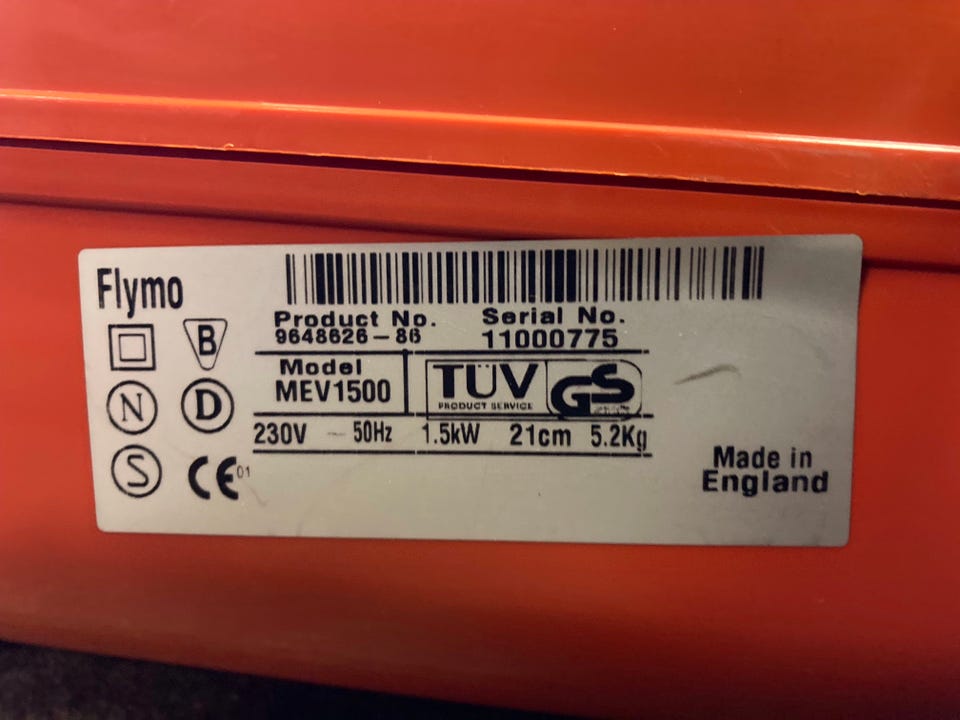 Flymo
Product No. Serial No.
9648626-86 11000775
B
Model
MEV1500
TÜV
PRODUCT SERVICE
GS
N D
230V ~ 50Hz 1.5kW 21cm 5.2Kg
S CE 01
Made in
England